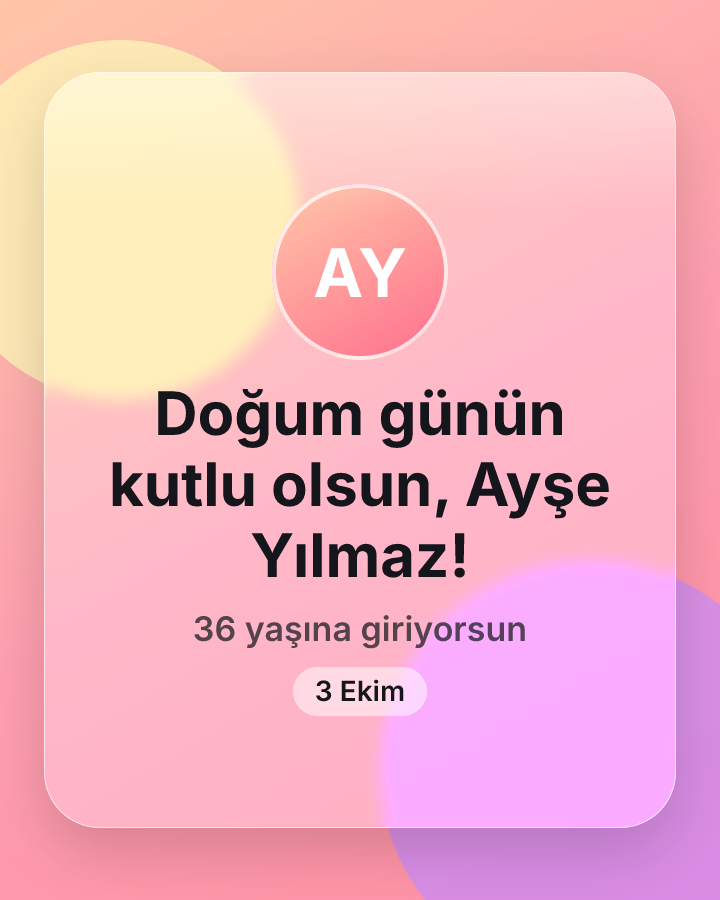 AY
Doğum günün
kutlu olsun, Ayşe
Yılmaz!
36 yaşına giriyorsun
3 Ekim